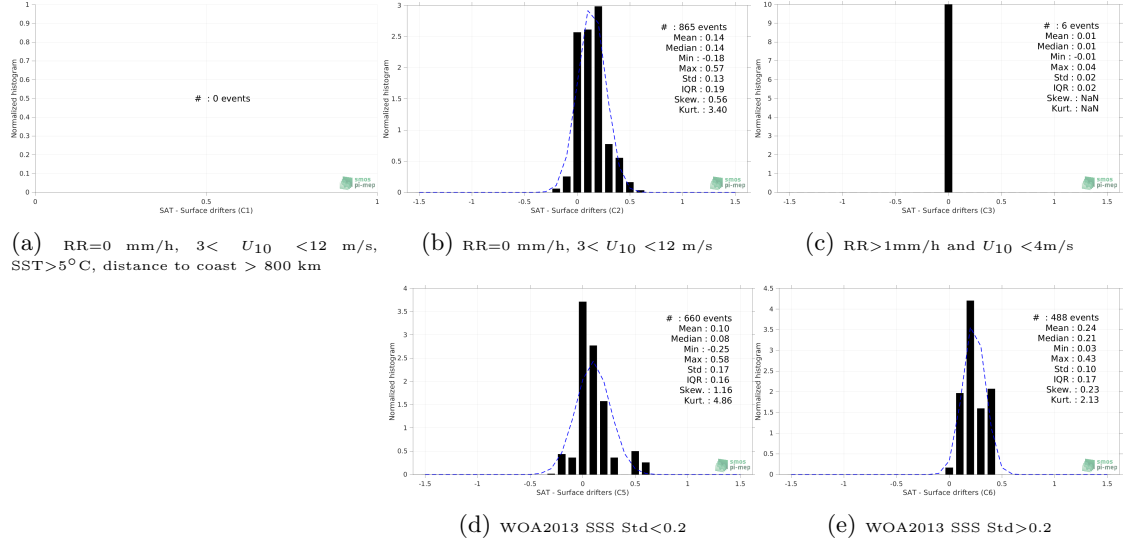 1
0.9
0.8
0.7
0.6
0.5
0.4
0.3
0.2
0.1
0
Normalized histogram
# : 0 events
0 0.5 1
SAT - Surface drifters (C1)
smos
pi-mep
(a) RR=0 mm/h, 3< U10 <12 m/s,
SST>5°C, distance to coast > 800 km
3
2.5
2
1.5
1
0.5
0
Normalized histogram
# : 865 events
Mean : 0.14
Median : 0.14
Min : -0.18
Max : 0.57
Std : 0.13
IQR : 0.19
Skew. : 0.56
Kurt. : 3.40
-1.5 -1 -0.5 0 0.5 1 1.5
SAT - Surface drifters (C2)
smos
pi-mep
(b) RR=0 mm/h, 3< U10 <12 m/s
10
9
8
7
6
5
4
3
2
1
0
Normalized histogram
# : 6 events
Mean : 0.01
Median : 0.01
Min : -0.01
Max : 0.04
Std : 0.02
IQR : 0.02
Skew. : NaN
Kurt. : NaN
-1.5 -1 -0.5 0 0.5 1 1.5
SAT - Surface drifters (C3)
smos
pi-mep
(c) RR>1mm/h and U10 <4m/s
4
3.5
3
2.5
2
1.5
1
0.5
0
Normalized histogram
# : 660 events
Mean : 0.10
Median : 0.08
Min : -0.25
Max : 0.58
Std : 0.17
IQR : 0.16
Skew. : 1.16
Kurt. : 4.86
-1.5 -1 -0.5 0 0.5 1 1.5
SAT - Surface drifters (C5)
smos
pi-mep
(d) WOA2013 SSS Std<0.2
4.5
4
3.5
3
2.5
2
1.5
1
0.5
0
Normalized histogram
# : 488 events
Mean : 0.24
Median : 0.21
Min : 0.03
Max : 0.43
Std : 0.10
IQR : 0.17
Skew. : 0.23
Kurt. : 2.13
-1.5 -1 -0.5 0 0.5 1 1.5
SAT - Surface drifters (C6)
smos
pi-mep
(e) WOA2013 SSS Std>0.2